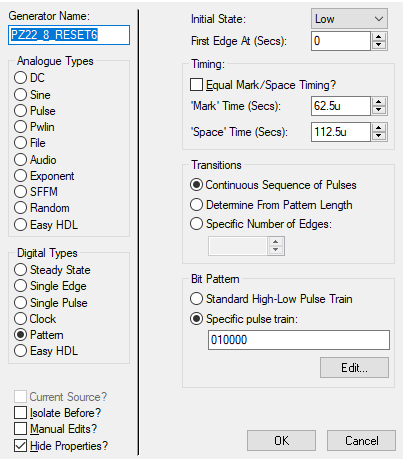 Generator Name:
PZ22_8_RESET6
Analogue Types
DC
Sine
Pulse
Pwlin
File
Audio
Exponent
SFFM
Random
Easy HDL
Digital Types
Steady State
Single Edge
Single Pulse
Clock
Pattern
Easy HDL
Current Source?
Isolate Before?
Manual Edits?
Hide Properties?
Initial State: Low
First Edge At (Secs): 0
Timing:
Equal Mark/Space Timing?
'Mark' Time (Secs): 62.5u
'Space' Time (Secs): 112.5u
Transitions
Continuous Sequence of Pulses
Determine From Pattern Length
Specific Number of Edges:
Bit Pattern
Standard High-Low Pulse Train
Specific pulse train:
010000
Edit...
OK Cancel